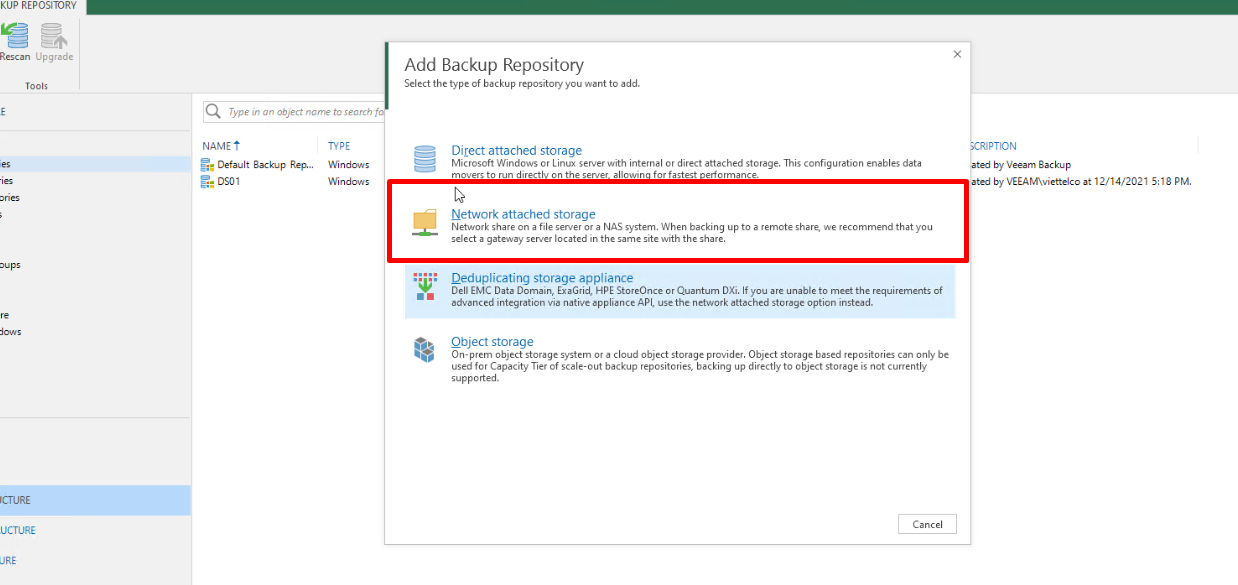 KUP REPOSITORY
Rescan Upgrade
Tools
Add Backup Repository
Select the type of backup repository you want to add.
Type in an object name to search fo
NAME TYPE SCRIPTION
Default Backup Rep... Windows ated by Veeam Backup
DS01 Windows ated by VEEAM\viettelco at 12/14/2021 5:18 PM.
Direct attached storage
Microsoft Windows or Linux server with internal or direct attached storage. This configuration enables data
movers to run directly on the server, allowing for fastest performance.
Network attached storage
Network share on a file server or a NAS system. When backing up to a remote share, we recommend that you
select a gateway server located in the same site with the share.
Deduplicating storage appliance
Dell EMC Data Domain, ExaGrid, HPE StoreOnce or Quantum DXi. If you are unable to meet the requirements of
advanced integration via native appliance API, use the network attached storage option instead.
Object storage
On-prem object storage system or a cloud object storage provider. Object storage based repositories can only be
used for Capacity Tier of scale-out backup repositories, backing up directly to object storage is not currently
supported.
Cancel
E
ies
ries
ories
s
oups
re
dows
UCTURE
UCTURE
URE